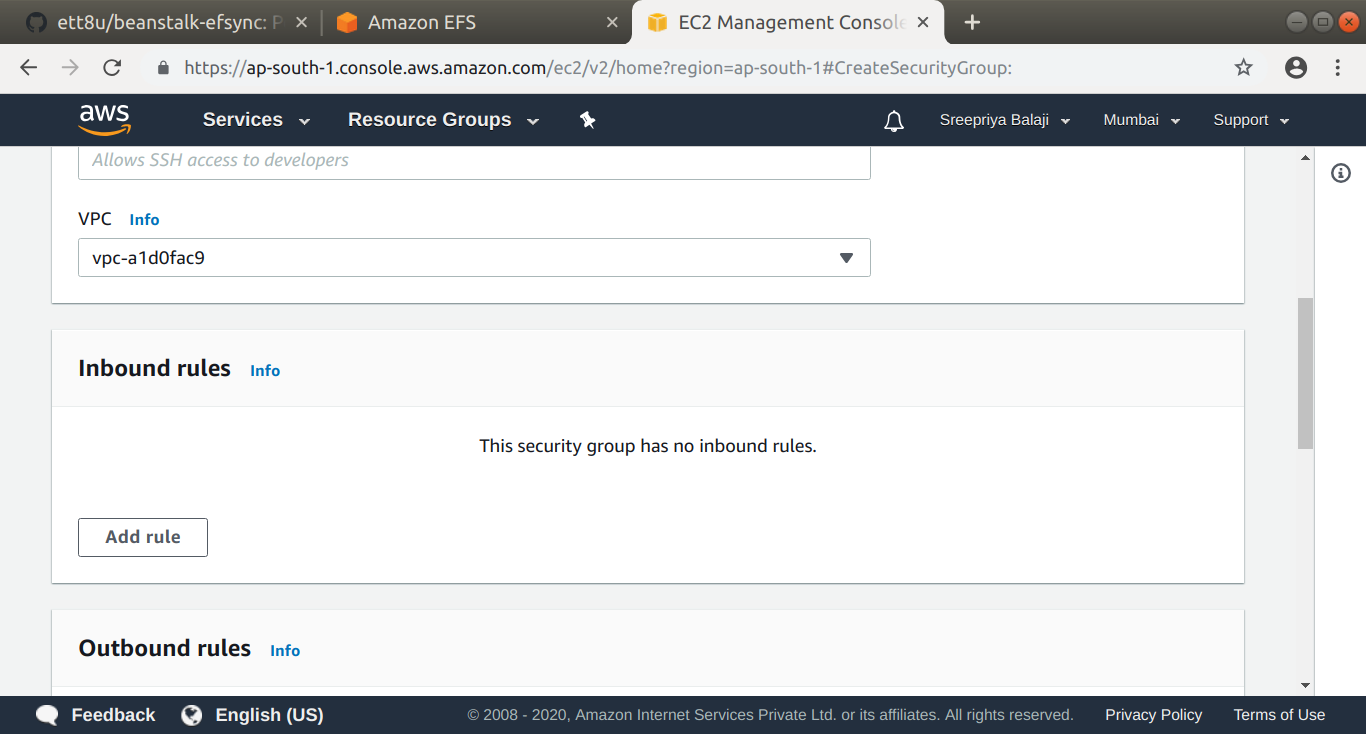 ett8u/beanstalk-efsync: P
Amazon EFS
EC2 Management Console
https://ap-south-1.console.aws.amazon.com/ec2/v2/home?region=ap-south-1#CreateSecurityGroup:
aws
Services
Resource Groups
Sreepriya Balaji
Mumbai
Support
Allows SSH access to developers
VPC Info
vpc-a1d0fac9
Inbound rules Info
This security group has no inbound rules.
Add rule
Outbound rules Info
Feedback
English (US)
© 2008 - 2020, Amazon Internet Services Private Ltd. or its affiliates. All rights reserved.
Privacy Policy
Terms of Use